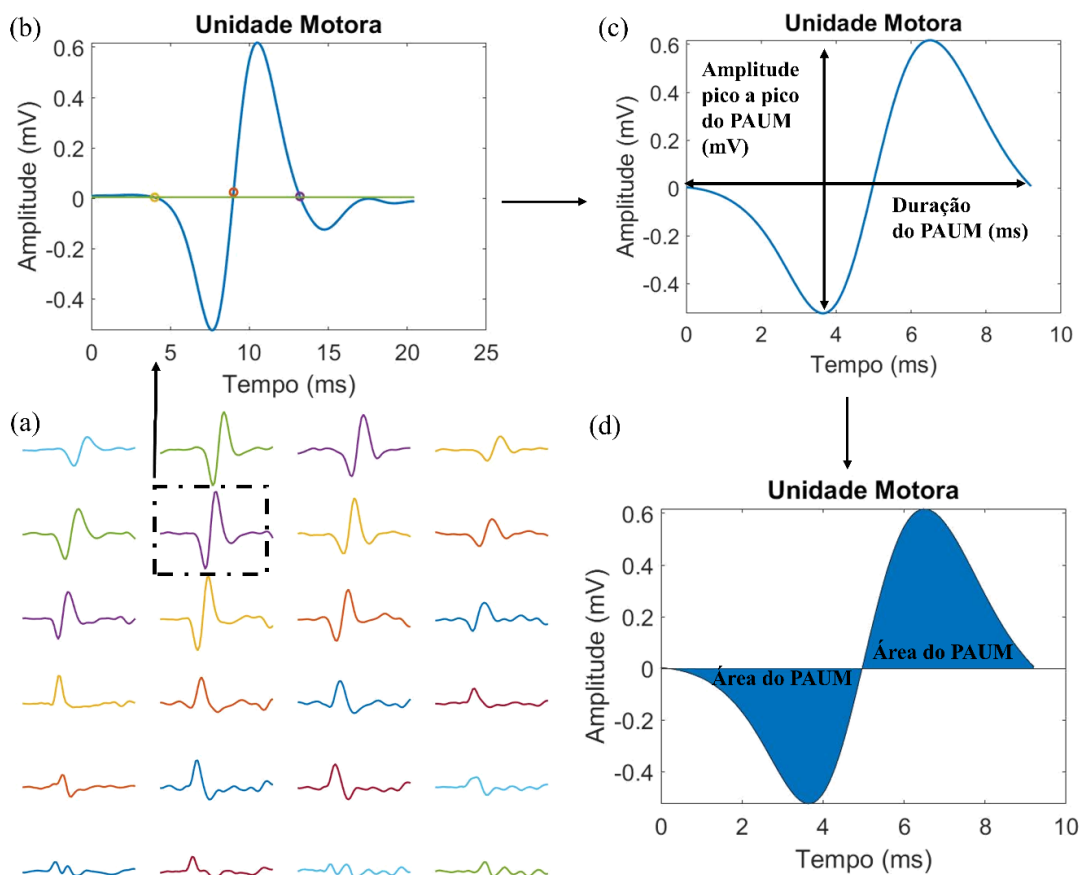 (b)
Unidade Motora
0.6
0.4
0.2
0
-0.2
-0.4
Amplitude (mV)
0 5 10 15 20 25
Tempo (ms)
(c)
Unidade Motora
0.6
0.4
0.2
0
-0.2
-0.4
Amplitude (mV)
Amplitude
pico a pico
do PAUM
(mV)
Duração
do PAUM (ms)
0 2 4 6 8 10
Tempo (ms)
(a)
(d)
Unidade Motora
0.6
0.4
0.2
0
-0.2
-0.4
Amplitude (mV)
Área do PAUM
Área do PAUM
0 2 4 6 8 10
Tempo (ms)